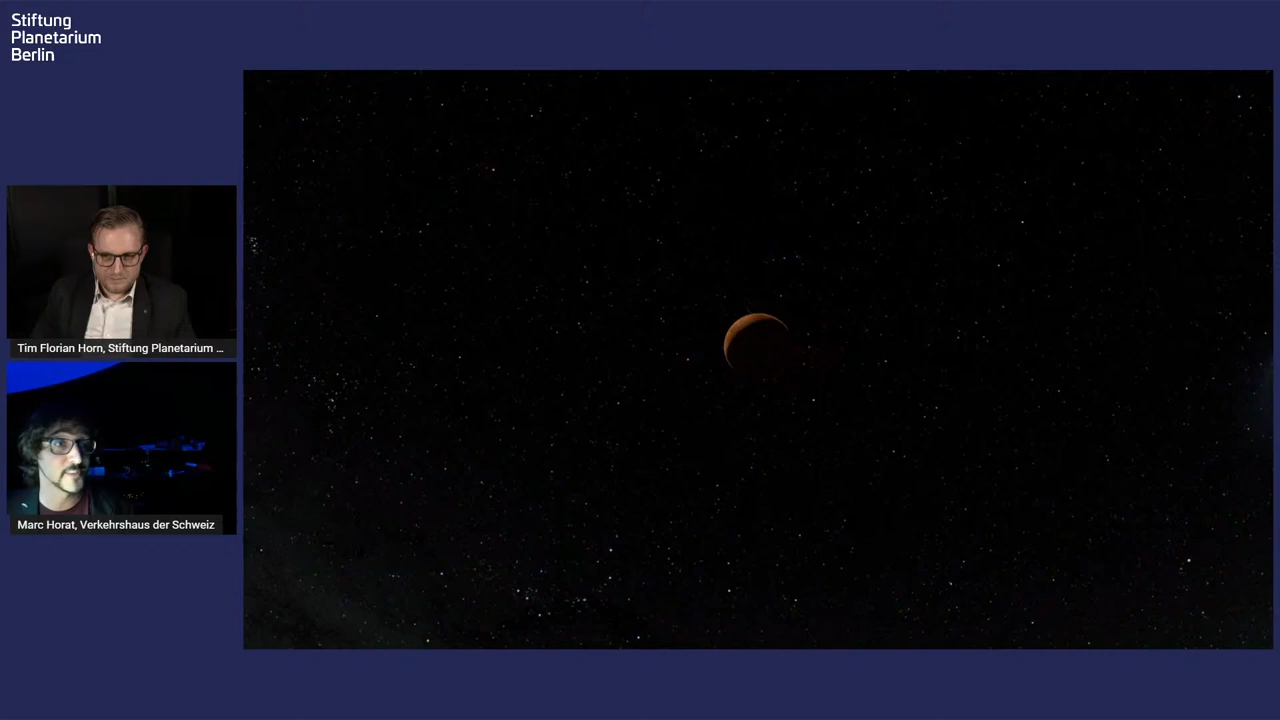 Stiftung
Planetarium
Berlin
Tim Florian Horn, Stiftung Planetarium ...
Marc Horat, Verkehrshaus der Schweiz